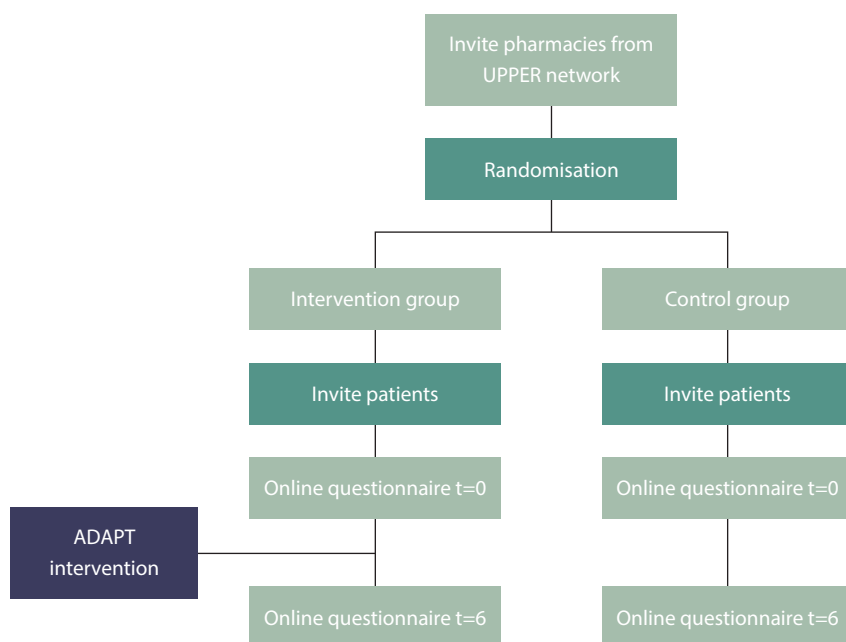 Invite pharmacies from
UPPER network
Randomisation
Intervention group
Control group
Invite patients
Invite patients
Online questionnaire t=0
Online questionnaire t=0
ADAPT
intervention
Online questionnaire t=6
Online questionnaire t=6